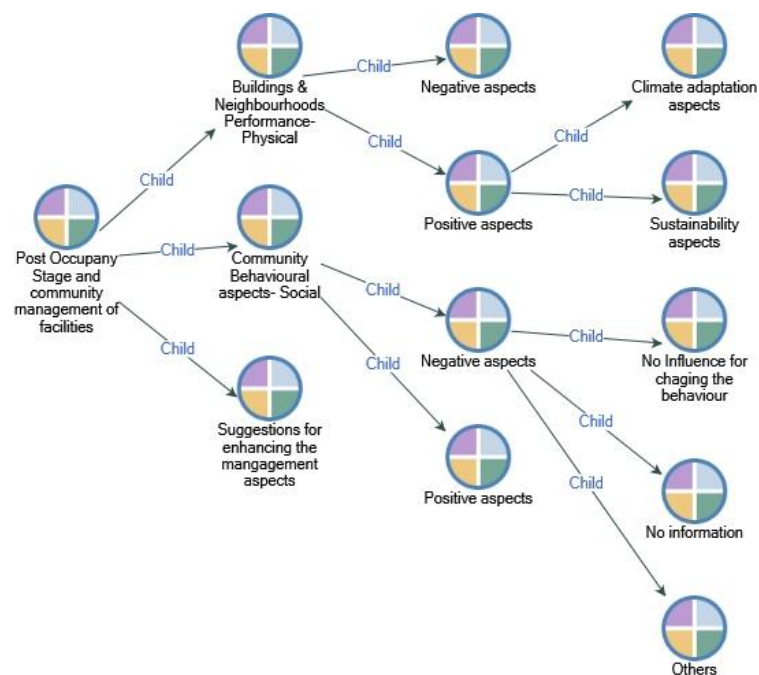 Buildings &
Neighbourhoods
Performance-
Physical
Child
Negative aspects
Child
Climate adaptation
aspects
Child
Child
Positive aspects
Child
Sustainability
aspects
Child
Post Occupany
Stage and
community
management of
facilities
Child
Community
Behavioural
aspects- Social
Child
Negative aspects
Child
No Influence for
chaging the
behaviour
Child
Suggestions for
enhancing the
mangagement
aspects
Child
Positive aspects
Child
No information
Child
Others